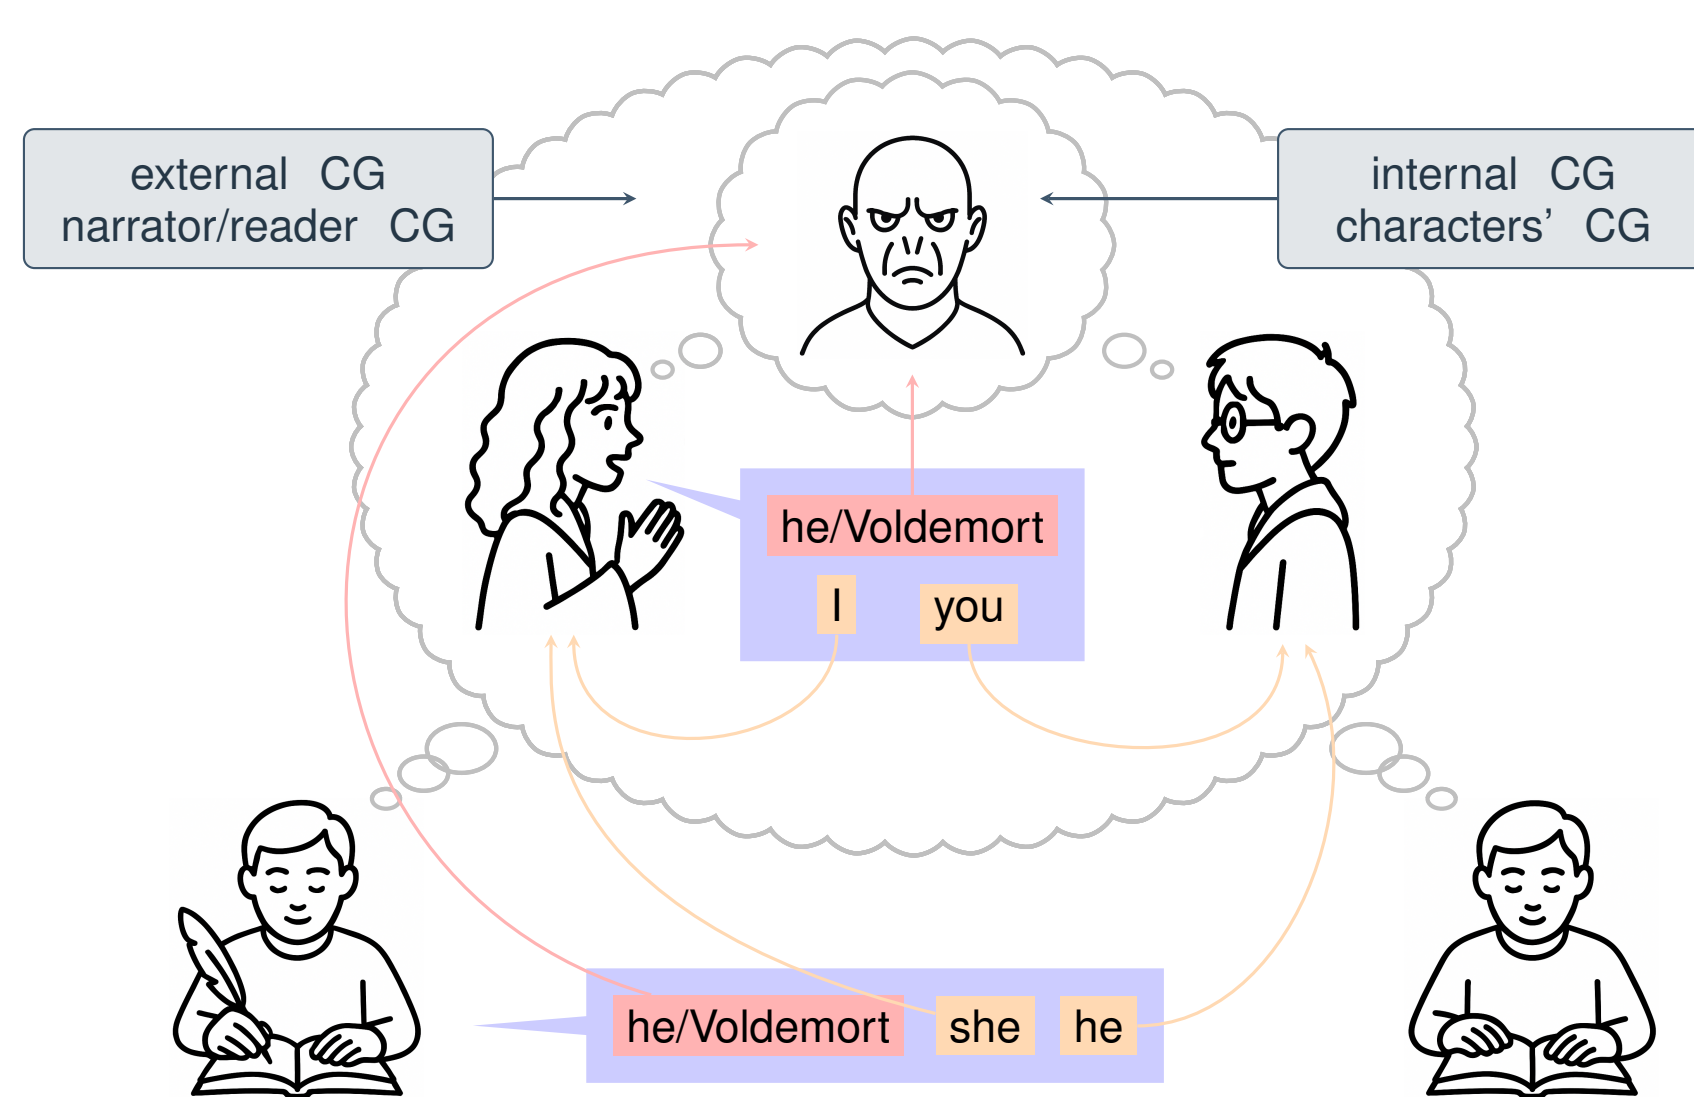 external CG
narrator/reader CG
internal CG
characters’ CG
he/Voldemort
I you
he/Voldemort she he